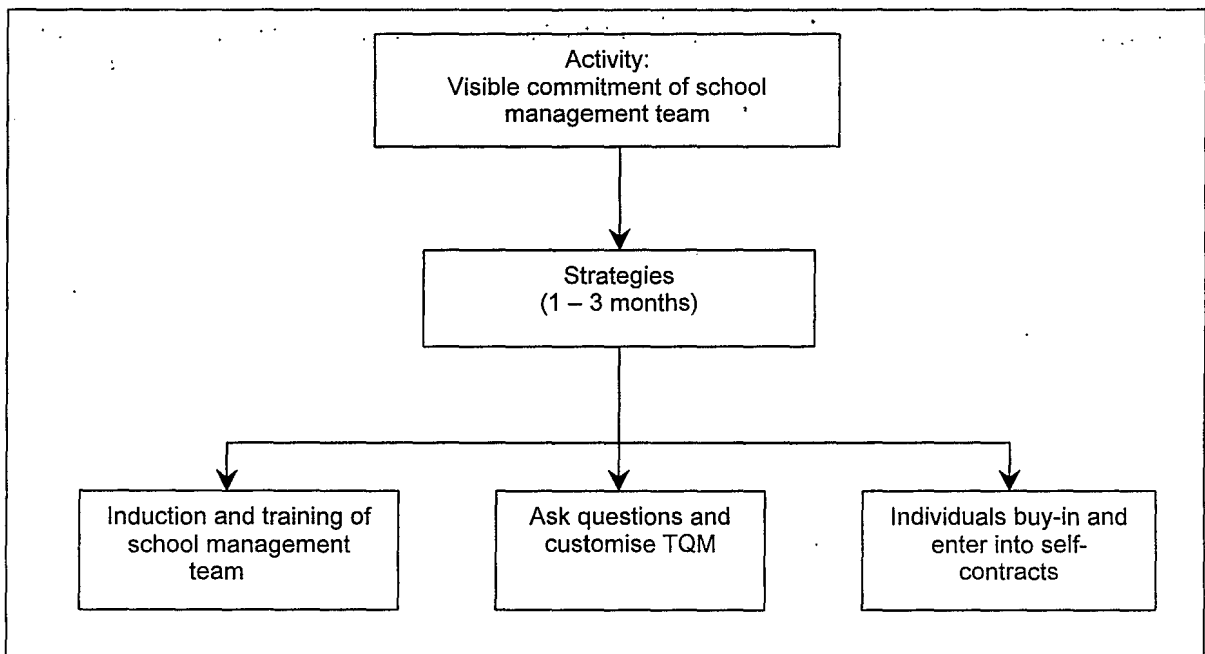 Activity:
Visible commitment of school
management team
Strategies
(1 – 3 months)
Induction and training of
school management
team
Ask questions and
customise TQM
Individuals buy-in and
enter into self-
contracts